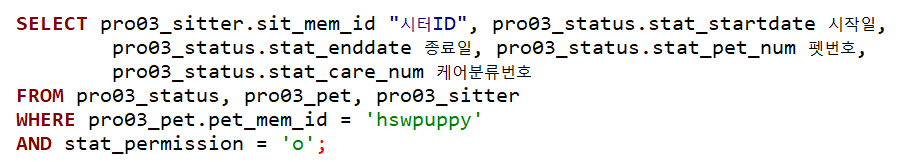 SELECT pro03_sitter.sit_mem_id "시터ID", pro03_status.stat_startdate 시작일,
pro03_status.stat_enddate 종료일, pro03_status.stat_pet_num 펫번호,
pro03_status.stat_care_num 케어분류번호
FROM pro03_status, pro03_pet, pro03_sitter
WHERE pro03_pet.pet_mem_id = 'hswpuppy'
AND stat_permission = 'o';